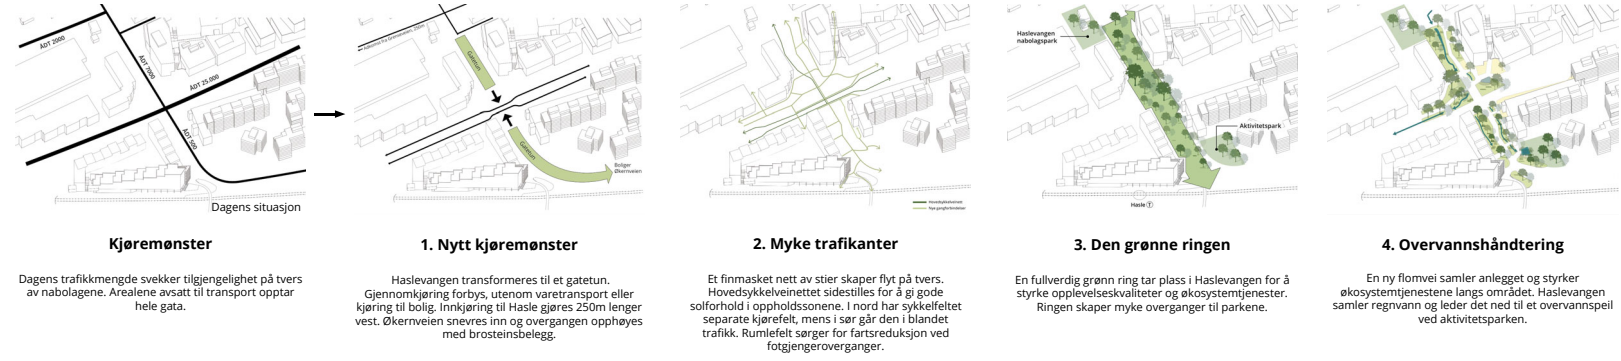 ÅDT 2000
ÅDT 7000
ÅDT 25.000
ÅDT 500
Dagens situasjon
Kjøremønster
Dagens trafikkmengde svekker tilgjengelighet på tvers
av nabolagene. Arealene avsatt til transport opptar
hele gata.
Gatetun
Gatetun
Boliger
Økernveien
1. Nytt kjøremønster
Haslevangen transformeres til et gatetun.
Gjennomkjøring forbys, utenom varetransport eller
kjøring til bolig. Innkjøring til Hasle gjøres 250m lenger
vest. Økernveien snevres inn og overgangen opphøyes
med brosteinsbelegg.
Hovedsykkelveinett
Nye gangforbindelser
2. Myke trafikanter
Et finmasket nett av stier skaper flyt på tvers.
Hovedsykkelveinettet sidestilles for å gi gode
solforhold i oppholdssonene. I nord har sykkelfeltet
separate kjørefelt, mens i sør går den i blandet
trafikk. Rumlefelt sørger for fartsreduksjon ved
fotgjengeroverganger.
Haslevangen
nabolagspark
Aktivitetspark
Hasle T
3. Den grønne ringen
En fullverdig grønn ring tar plass i Haslevangen for å
styrke opplevelseskvaliteter og økosystemtjenester.
Ringen skaper myke overganger til parkene.
4. Overvannshåndtering
En ny flomvei samler anlegget og styrker
økosystemtjenestene langs området. Haslevangen
samler regnvann og leder det ned til et overvannspeil
ved aktivitetsparken.